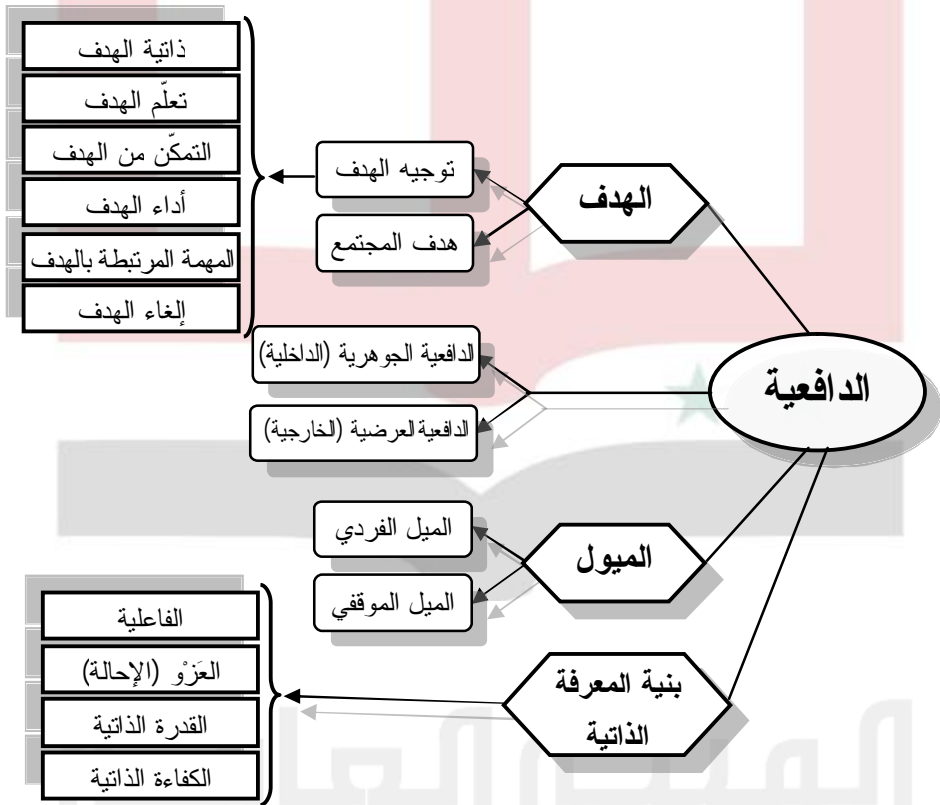 الدافعية
الهدف
توجيه الهدف
هدف المجتمع
ذاتية الهدف
تعلّم الهدف
التمكّن من الهدف
أداء الهدف
المهمة المرتبطة بالهدف
إلغاء الهدف
الدافعية الجوهرية (الداخلية)
الدافعية العرضية (الخارجية)
الميول
الميل الفردي
الميل الموقفي
بنية المعرفة
الذاتية
الفاعلية
العَزْو (الإحالة)
القدرة الذاتية
الكفاءة الذاتية